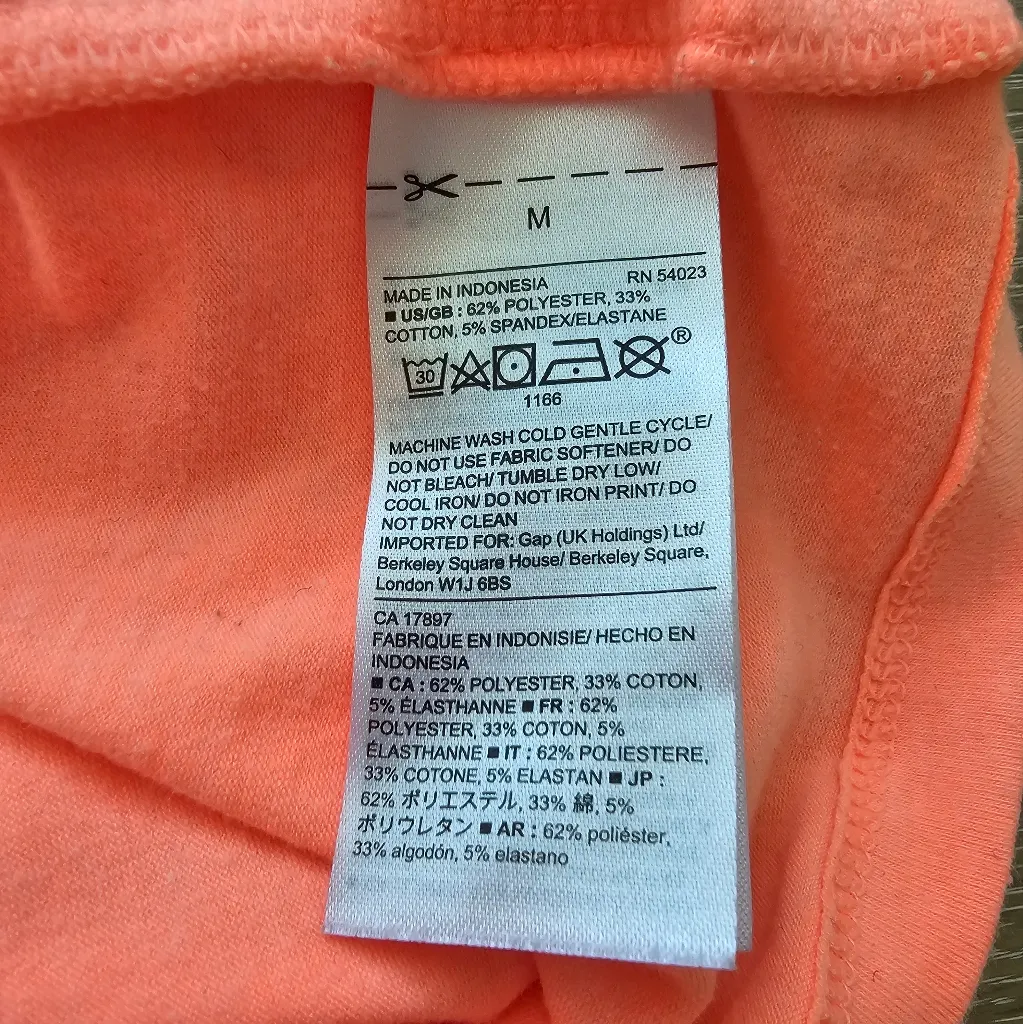 M
MADE IN INDONESIA RN 54023
■ US/GB : 62% POLYESTER, 33%
COTTON, 5% SPANDEX/ELASTANE
®
30
1166
MACHINE WASH COLD GENTLE CYCLE/
DO NOT USE FABRIC SOFTENER/ DO
NOT BLEACH/ TUMBLE DRY LOW/
COOL IRON/ DO NOT IRON PRINT/ DO
NOT DRY CLEAN
IMPORTED FOR: Gap (UK Holdings) Ltd/
Berkeley Square House/ Berkeley Square,
London W1J 6BS
CA 17897
FABRIQUE EN INDONISIE/ HECHO EN
INDONESIA
■ CA : 62% POLYESTER, 33% COTON,
5% ÉLASTHANNE ■ FR : 62%
POLYESTER, 33% COTON, 5%
ÉLASTHANNE ■ IT : 62% POLIESTERE,
33% COTONE, 5% ELASTAN ■ JP :
62% ポリエステル, 33% 綿, 5%
ポリウレタン ■ AR : 62% poliéster,
33% algodón, 5% elastano